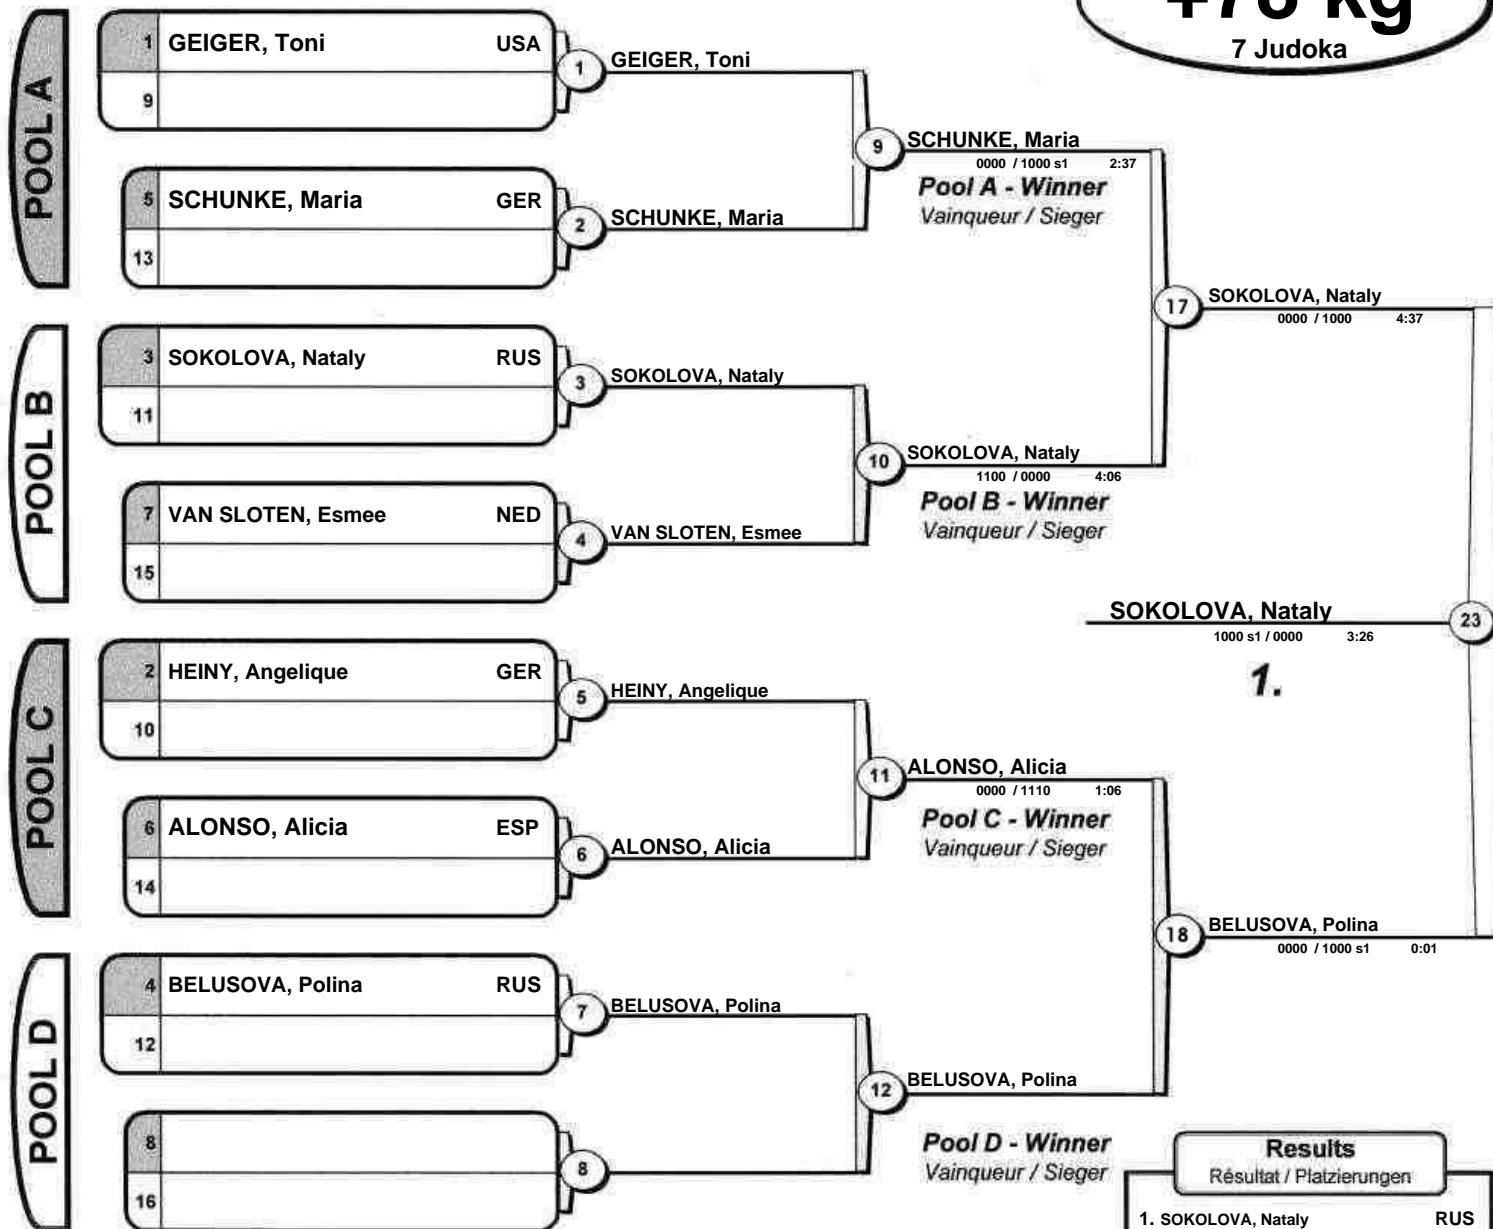 +78 kg
7 Judoka
POOL A
1 GEIGER, Toni USA
9
1 GEIGER, Toni
5 SCHUNKE, Maria GER
13
2 SCHUNKE, Maria
9 SCHUNKE, Maria
0000 / 1000 s1 2:37
Pool A - Winner
Vainqueur / Sieger
POOL B
3 SOKOLOVA, Nataly RUS
11
3 SOKOLOVA, Nataly
7 VAN SLOTEN, Esmee NED
15
4 VAN SLOTEN, Esmee
10 SOKOLOVA, Nataly
1100 / 0000 4:06
Pool B - Winner
Vainqueur / Sieger
17 SOKOLOVA, Nataly
0000 / 1000 4:37
SOKOLOVA, Nataly 23
1000 s1 / 0000 3:26
1.
POOL C
2 HEINY, Angelique GER
10
5 HEINY, Angelique
6 ALONSO, Alicia ESP
14
6 ALONSO, Alicia
11 ALONSO, Alicia
0000 / 1110 1:06
Pool C - Winner
Vainqueur / Sieger
POOL D
4 BELUSOVA, Polina RUS
12
7 BELUSOVA, Polina
8
16
8
12 BELUSOVA, Polina
Pool D - Winner
Vainqueur / Sieger
18 BELUSOVA, Polina
0000 / 1000 s1 0:01
Results
Résultat / Platzierungen
1. SOKOLOVA, Nataly RUS